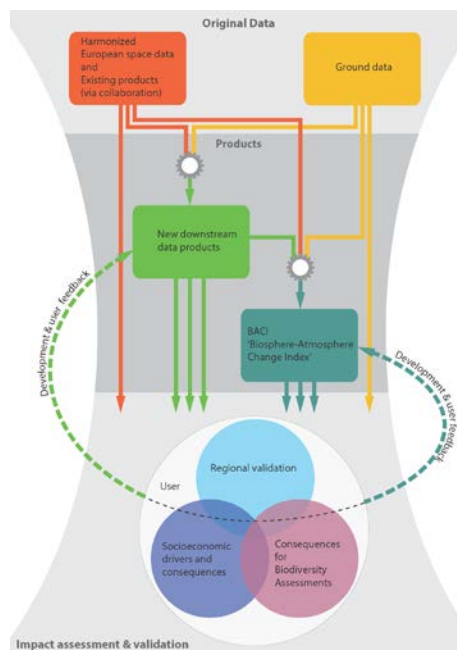 Original Data
Harmonized
European space data
and
Existing products
(via collaboration)
Ground data
Products
New downstream
data products
BACI
'Biosphere-Atmosphere
Change Index'
Development & user feedback
Development & user feedback
Regional validation
User
Socioeconomic
drivers and
consequences
Consequences
for
Biodiversity
Assessments
Impact assessment & validation